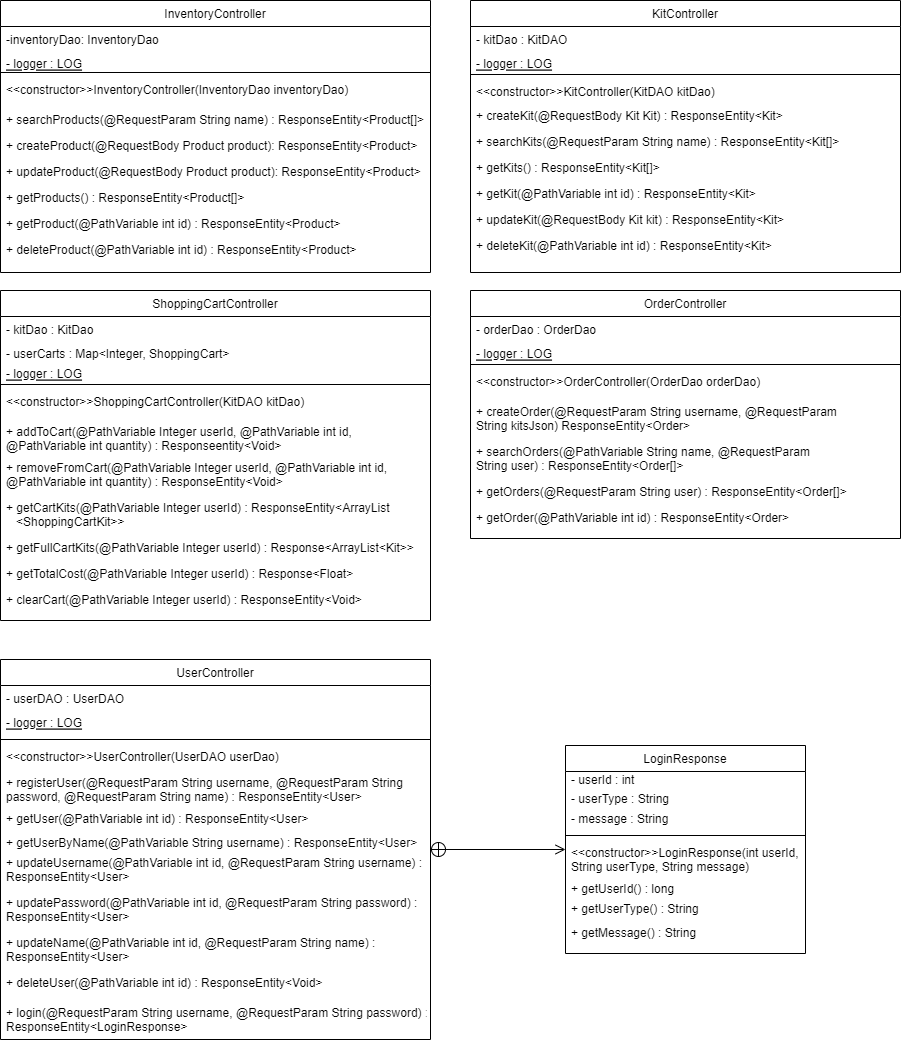 InventoryController
-inventoryDao: InventoryDao
- logger : LOG
<<constructor>>InventoryController(InventoryDao inventoryDao)
+ searchProducts(@RequestParam String name) : ResponseEntity<Product[]>
+ createProduct(@RequestBody Product product): ResponseEntity<Product>
+ updateProduct(@RequestBody Product product): ResponseEntity<Product>
+ getProducts() : ResponseEntity<Product[]>
+ getProduct(@PathVariable int id) : ResponseEntity<Product>
+ deleteProduct(@PathVariable int id) : ResponseEntity<Product>
KitController
- kitDao : KitDAO
- logger : LOG
<<constructor>>KitController(KitDAO kitDao)
+ createKit(@RequestBody Kit Kit) : ResponseEntity<Kit>
+ searchKits(@RequestParam String name) : ResponseEntity<Kit[]>
+ getKits() : ResponseEntity<Kit[]>
+ getKit(@PathVariable int id) : ResponseEntity<Kit>
+ updateKit(@RequestBody Kit kit) : ResponseEntity<Kit>
+ deleteKit(@PathVariable int id) : ResponseEntity<Kit>
ShoppingCartController
- kitDao : KitDao
- userCarts : Map<Integer, ShoppingCart>
- logger : LOG
<<constructor>>ShoppingCartController(KitDAO kitDao)
+ addToCart(@PathVariable Integer userId, @PathVariable int id,
@PathVariable int quantity) : Responseentity<Void>
+ removeFromCart(@PathVariable Integer userId, @PathVariable int id,
@PathVariable int quantity) : ResponseEntity<Void>
+ getCartKits(@PathVariable Integer userId) : ResponseEntity<ArrayList
<ShoppingCartKit>>
+ getFullCartKits(@PathVariable Integer userId) : Response<ArrayList<Kit>>
+ getTotalCost(@PathVariable Integer userId) : Response<Float>
+ clearCart(@PathVariable Integer userId) : ResponseEntity<Void>
OrderController
- orderDao : OrderDao
- logger : LOG
<<constructor>>OrderController(OrderDao orderDao)
+ createOrder(@RequestParam String username, @RequestParam
String kitsJson) ResponseEntity<Order>
+ searchOrders(@PathVariable String name, @RequestParam
String user) : ResponseEntity<Order[]>
+ getOrders(@RequestParam String user) : ResponseEntity<Order[]>
+ getOrder(@PathVariable int id) : ResponseEntity<Order>
UserController
- userDAO : UserDAO
- logger : LOG
<<constructor>>UserController(UserDAO userDao)
+ registerUser(@RequestParam String username, @RequestParam String
password, @RequestParam String name) : ResponseEntity<User>
+ getUser(@PathVariable int id) : ResponseEntity<User>
+ getUserByName(@PathVariable String username) : ResponseEntity<User>
+ updateUsername(@PathVariable int id, @RequestParam String username) :
ResponseEntity<User>
+ updatePassword(@PathVariable int id, @RequestParam String password) :
ResponseEntity<User>
+ updateName(@PathVariable int id, @RequestParam String name) :
ResponseEntity<User>
+ deleteUser(@PathVariable int id) : ResponseEntity<Void>
+ login(@RequestParam String username, @RequestParam String password) :
ResponseEntity<LoginResponse>
LoginResponse
- userId : int
- userType : String
- message : String
<<constructor>>LoginResponse(int userId,
String userType, String message)
+ getUserId() : long
+ getUserType() : String
+ getMessage() : String